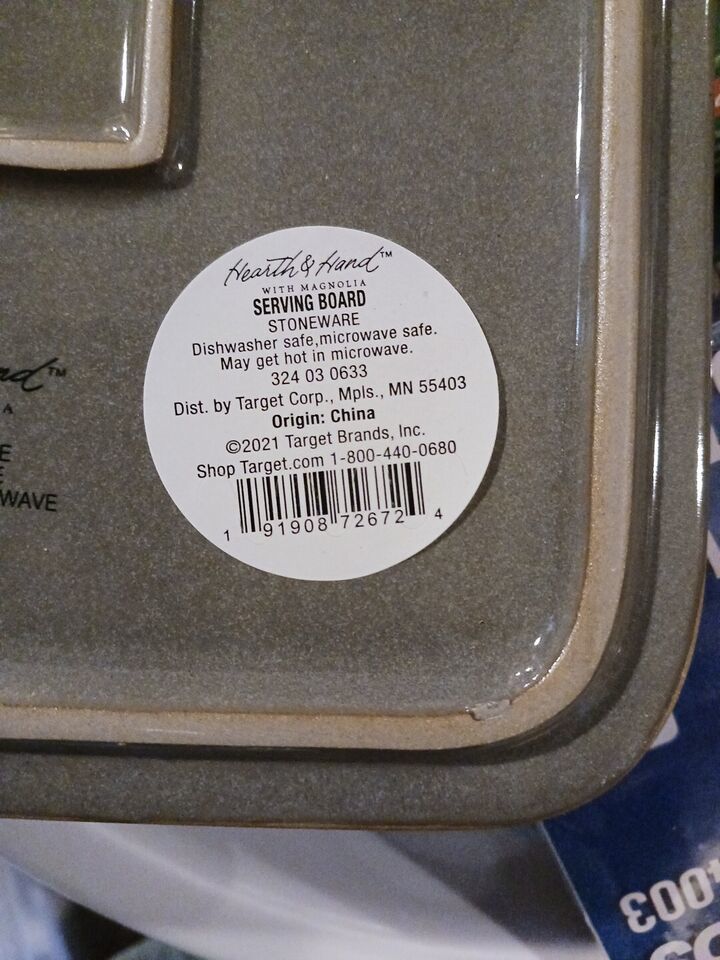 Hearth & Hand™
WITH MAGNOLIA
SERVING BOARD
STONEWARE
Dishwasher safe,microwave safe.
May get hot in microwave.
324 03 0633
Dist. by Target Corp., Mpls., MN 55403
Origin: China
©2021 Target Brands, Inc.
Shop Target.com 1-800-440-0680
1 91908 72672 4
nd™
A
E
E
WAVE